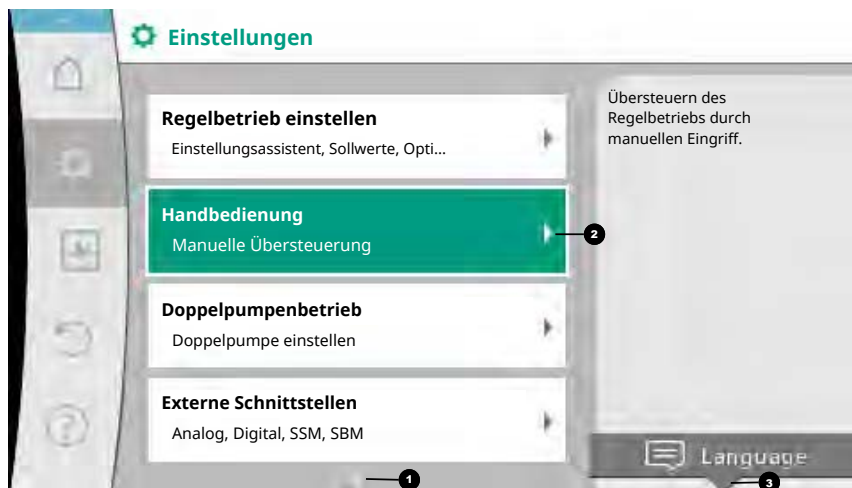 Einstellungen
Regelbetrieb einstellen
Einstellungsassistent, Sollwerte, Opti...
Handbedienung
Manuelle Übersteuerung
2
Doppelpumpenbetrieb
Doppelpumpe einstellen
Externe Schnittstellen
Analog, Digital, SSM, SBM
1
Übersteuern des
Regelbetriebs durch
manuellen Eingriff.
Language
3